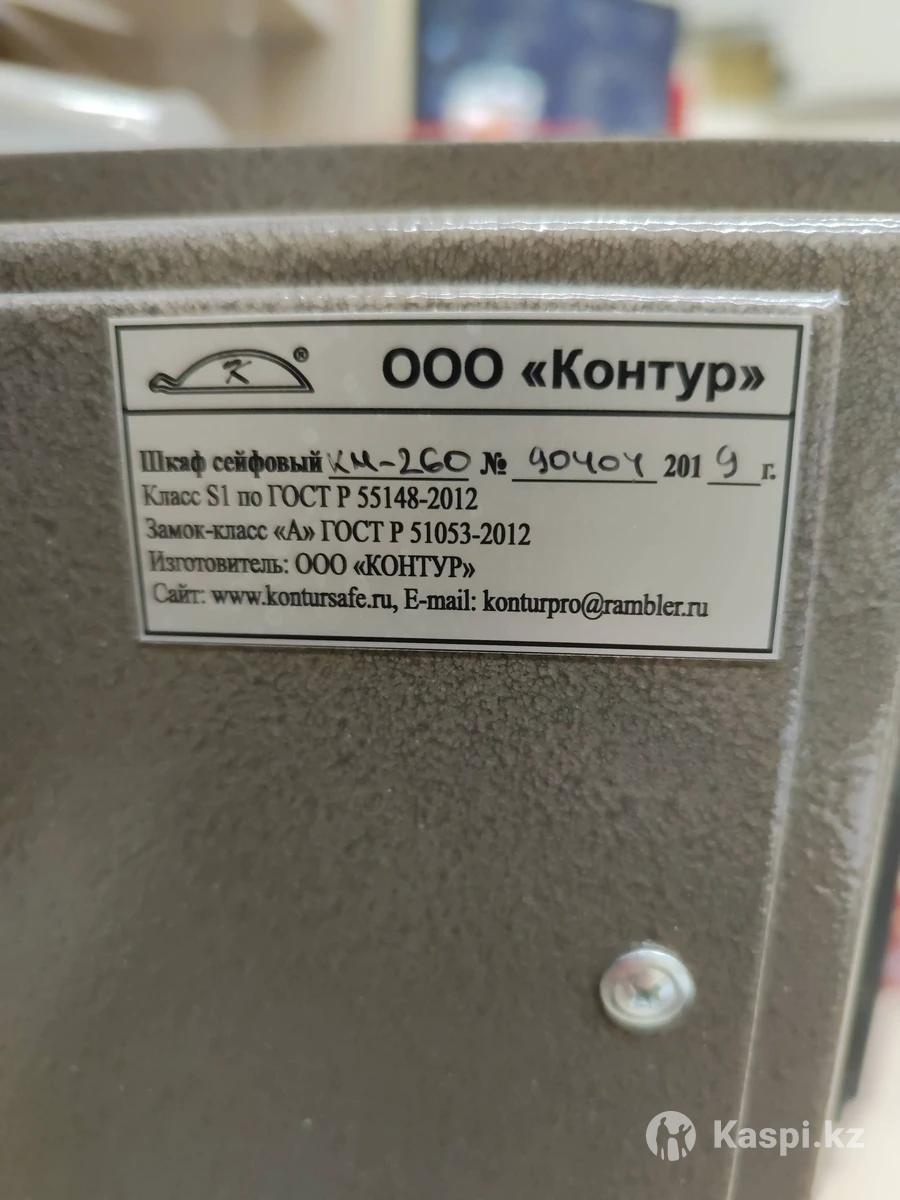 К ® ООО «Контур»
Шкаф сейфовый КМ-260 № 90404 2019 г.
Класс S1 по ГОСТ Р 55148-2012
Замок-класс «А» ГОСТ Р 51053-2012
Изготовитель: ООО «КОНТУР»
Сайт: www.kontursafe.ru, E-mail: konturpro@rambler.ru
Kaspi.kz